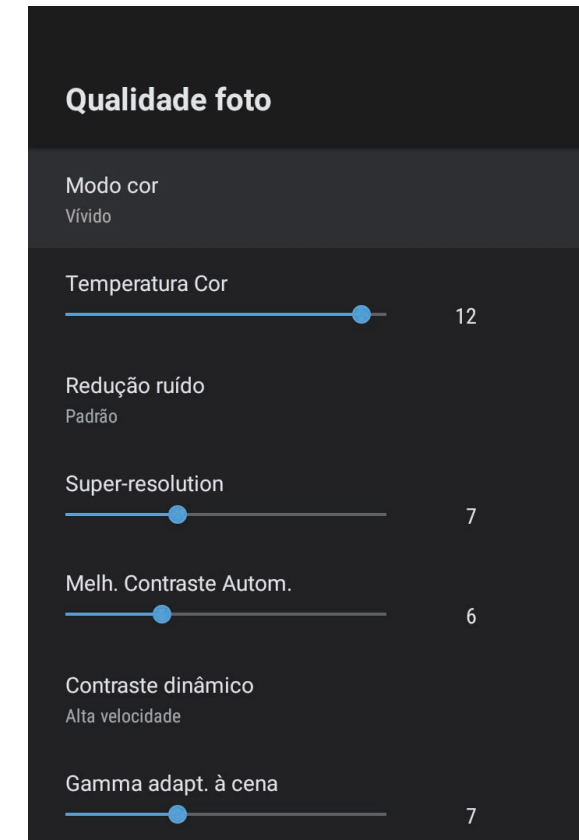 Qualidade foto
Modo cor
Vívido
Temperatura Cor
12
Redução ruído
Padrão
Super-resolution
7
Melh. Contraste Autom.
6
Contraste dinâmico
Alta velocidade
Gamma adapt. à cena
7